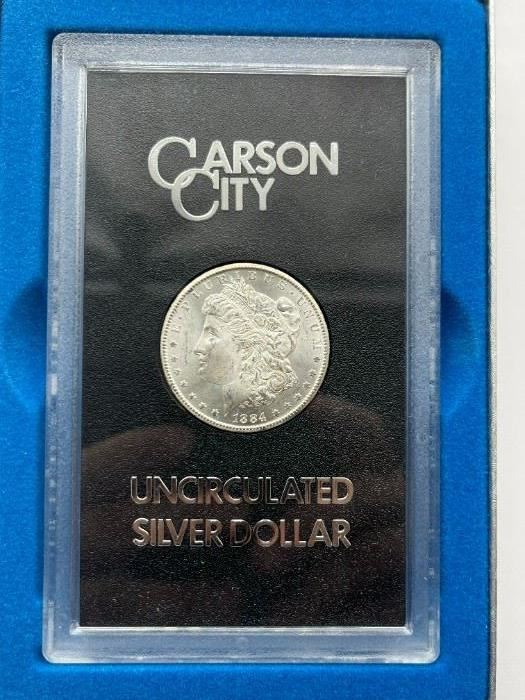 CARSON
CITY
E·PLURIBUS·UNUM
1884
UNCIRCULATED
SILVER DOLLAR